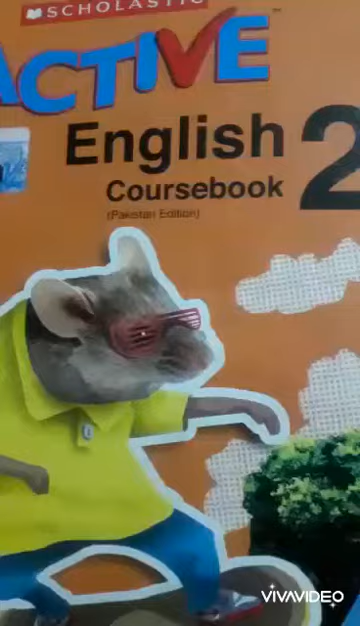 SCHOLASTIC
ACTIVE
English
2
Coursebook
(Pakistan Edition)
VIVAVIDEO